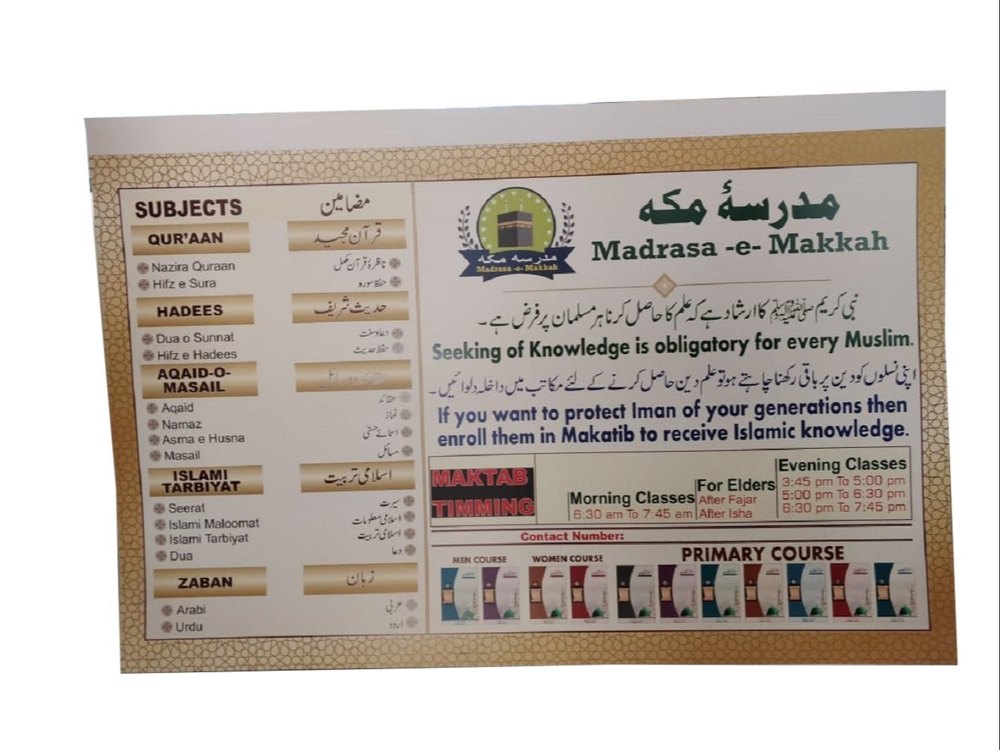 SUBJECTS مضامین
QUR'AAN قرآن مجید
Nazira Quraan ناظرۂ قرآن مکمل
Hifz e Sura حفظ سورہ
HADEES حدیث شریف
Dua o Sunnat دعا و سنت
Hifz e Hadees حفظ حدیث
AQAID-O-
MASAIL
Aqaid عقائد
Namaz نماز
Asma e Husna اسمائے حسنیٰ
Masail مسائل
ISLAMI
TARBIYAT اسلامی تربیت
Seerat سیرت
Islami Maloomat اسلامی معلومات
Islami Tarbiyat اسلامی تربیت
Dua دعا
ZABAN زبان
Arabi عربی
Urdu اردو
مدرسہ مکہ
Madrasa -e- Makkah
مدرسۂ مکہ
Madrasa -e- Makkah
نبی کریم ﷺ کا ارشاد ہے کہ علم کا حاصل کرنا ہر مسلمان پر فرض ہے۔
Seeking of Knowledge is obligatory for every Muslim.
اپنی نسلوں کو دین پر باقی رکھنا چاہتے ہو تو علم دین حاصل کرنے کے لئے مکاتب میں داخلہ دلوائیں۔
If you want to protect Iman of your generations then
enroll them in Makatib to receive Islamic knowledge.
MAKTAB
TIMMING
Morning Classes
6:30 am To 7:45 am
For Elders
After Fajar
After Isha
Evening Classes
3:45 pm To 5:00 pm
5:00 pm To 6:30 pm
6:30 pm To 7:45 pm
Contact Number:
MEN COURSE WOMEN COURSE PRIMARY COURSE